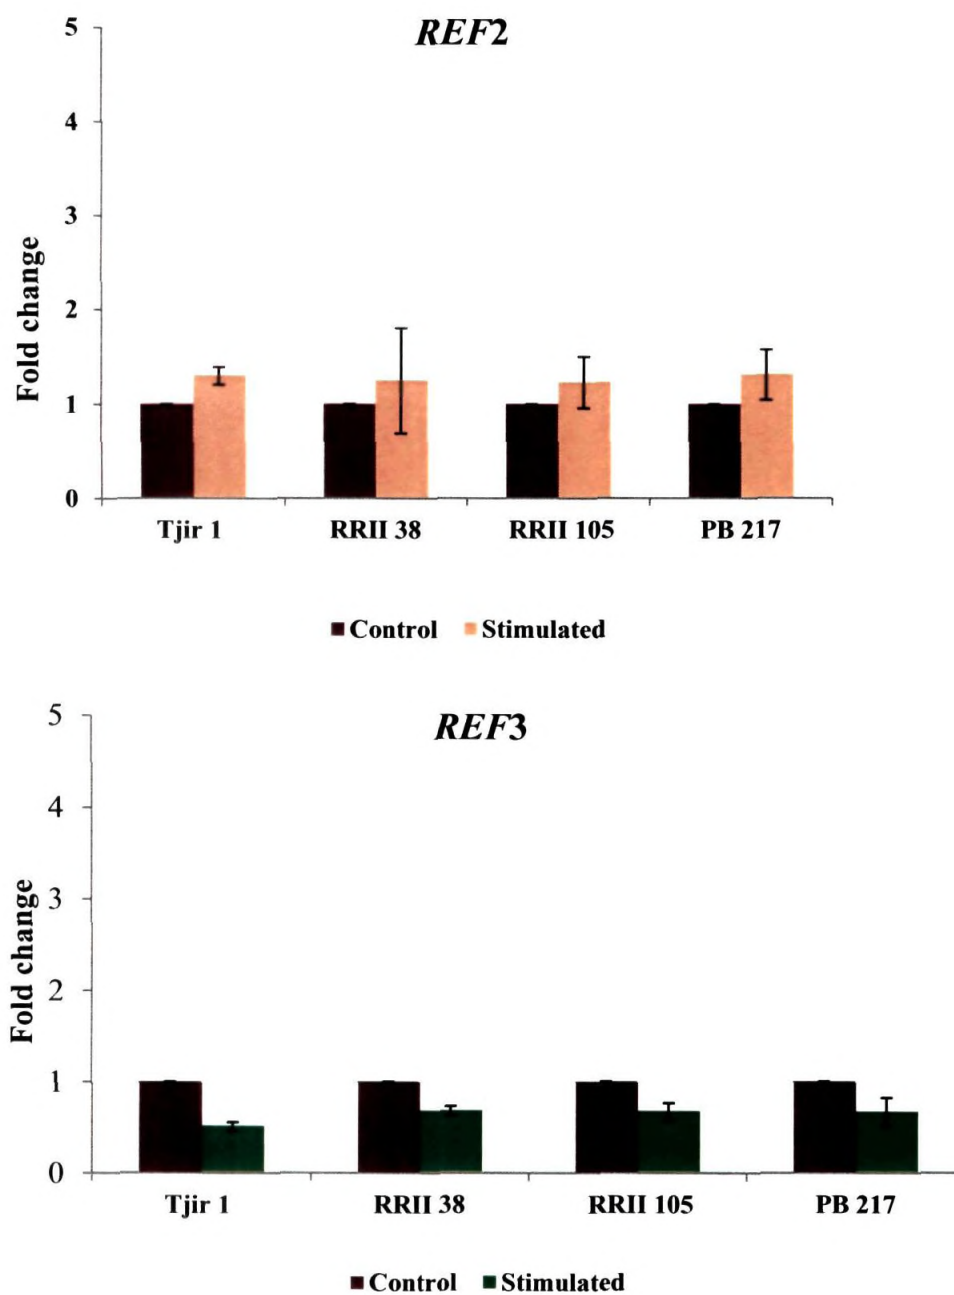 REF2
5
4
3
2
1
0
Fold change
Tjir 1 RRII 38 RRII 105 PB 217
Control Stimulated
REF3
5
4
3
2
1
0
Fold change
Tjir 1 RRII 38 RRII 105 PB 217
Control Stimulated